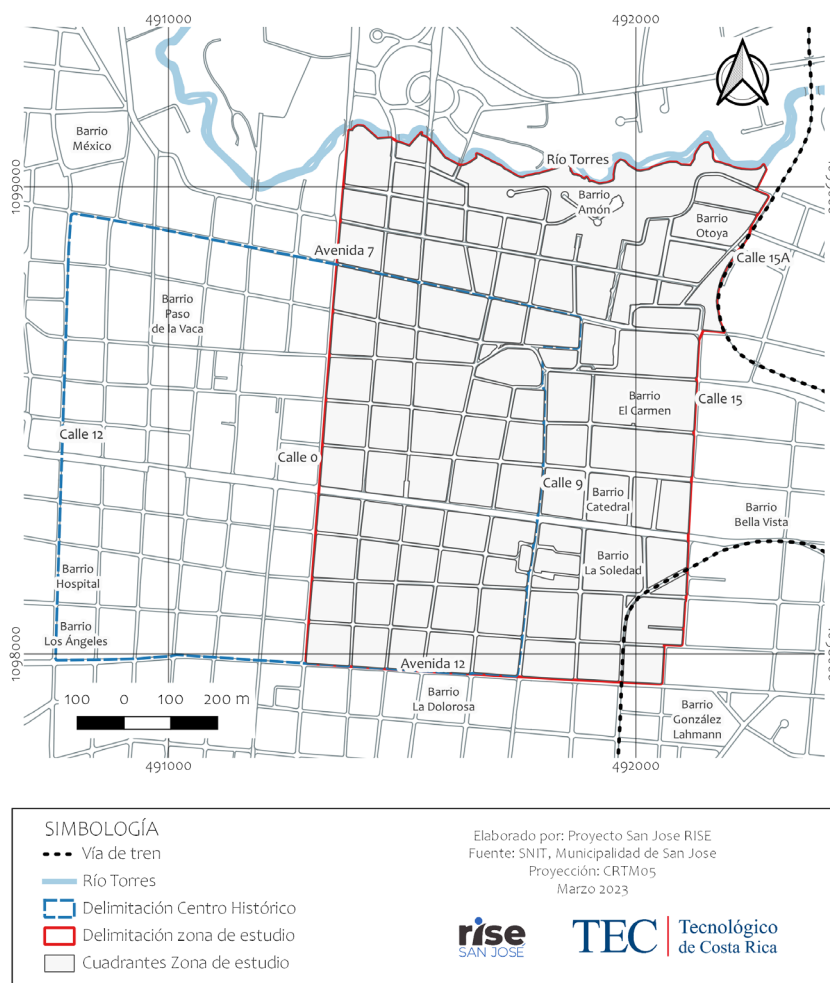 491000
492000
Barrio
México
Río Torres
1099000
Barrio
Amón
Barrio
Otoya
Avenida 7
Calle 15A
Barrio
Paso
de la Vaca
Barrio
El Carmen
Calle 15
Calle 12
Calle 0
Calle 9
Barrio
Catedral
Barrio
Bella Vista
Barrio
La Soledad
Barrio
Hospital
Barrio
Los Ángeles
1098000
Avenida 12
Barrio
La Dolorosa
Barrio
González
Lahmann
100 0 100 200 m
491000
492000
SIMBOLOGÍA
Vía de tren
Río Torres
Delimitación Centro Histórico
Delimitación zona de estudio
Cuadrantes Zona de estudio
Elaborado por: Proyecto San Jose RISE
Fuente: SNIT, Municipalidad de San Jose
Proyección: CRTM05
Marzo 2023
rise
SAN JOSE
TEC
Tecnológico
de Costa Rica